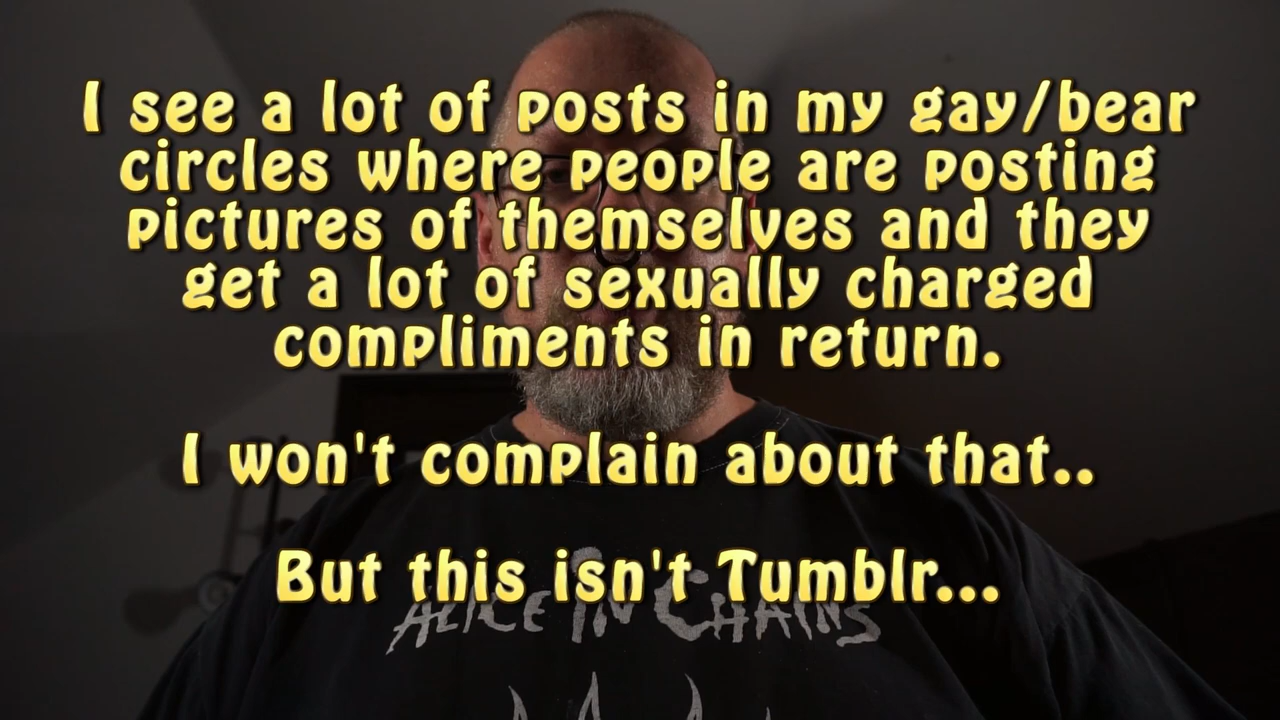 I see a lot of posts in my gay/bear
circles where people are posting
pictures of themselves and they
get a lot of sexually charged
compliments in return.
I won't complain about that..
But this isn't Tumblr...
ALICE IN CHAINS